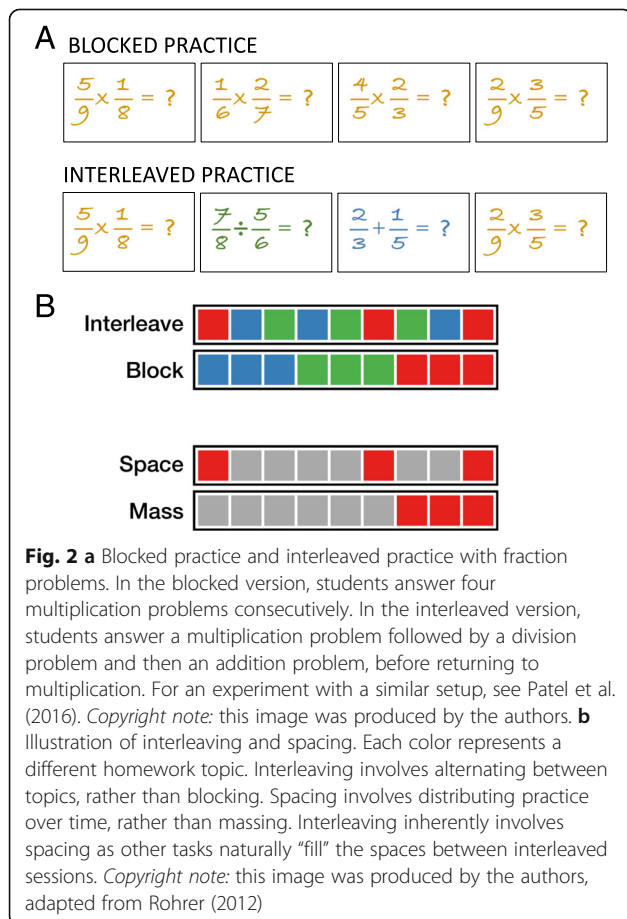 A BLOCKED PRACTICE
5/9 x 1/8 = ? 1/6 x 2/7 = ? 4/5 x 2/3 = ? 2/9 x 3/5 = ?
INTERLEAVED PRACTICE
5/9 x 1/8 = ? 7/8 ÷ 5/6 = ? 2/3 + 1/5 = ? 2/9 x 3/5 = ?
B
Interleave
Block
Space
Mass
Fig. 2 a Blocked practice and interleaved practice with fraction
problems. In the blocked version, students answer four
multiplication problems consecutively. In the interleaved version,
students answer a multiplication problem followed by a division
problem and then an addition problem, before returning to
multiplication. For an experiment with a similar setup, see Patel et al.
(2016). Copyright note: this image was produced by the authors. b
Illustration of interleaving and spacing. Each color represents a
different homework topic. Interleaving involves alternating between
topics, rather than blocking. Spacing involves distributing practice
over time, rather than massing. Interleaving inherently involves
spacing as other tasks naturally “fill” the spaces between interleaved
sessions. Copyright note: this image was produced by the authors,
adapted from Rohrer (2012)